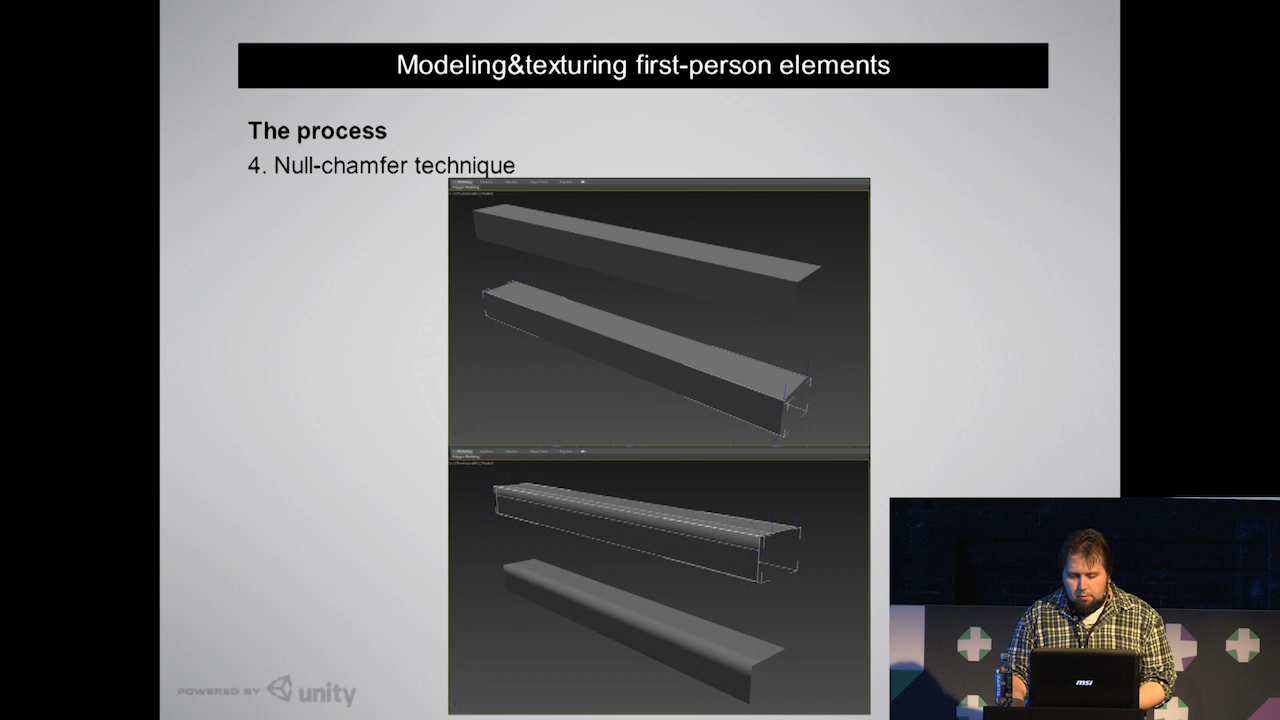 Modeling&texturing first-person elements
The process
4. Null-chamfer technique
POWERED BY unity
msi